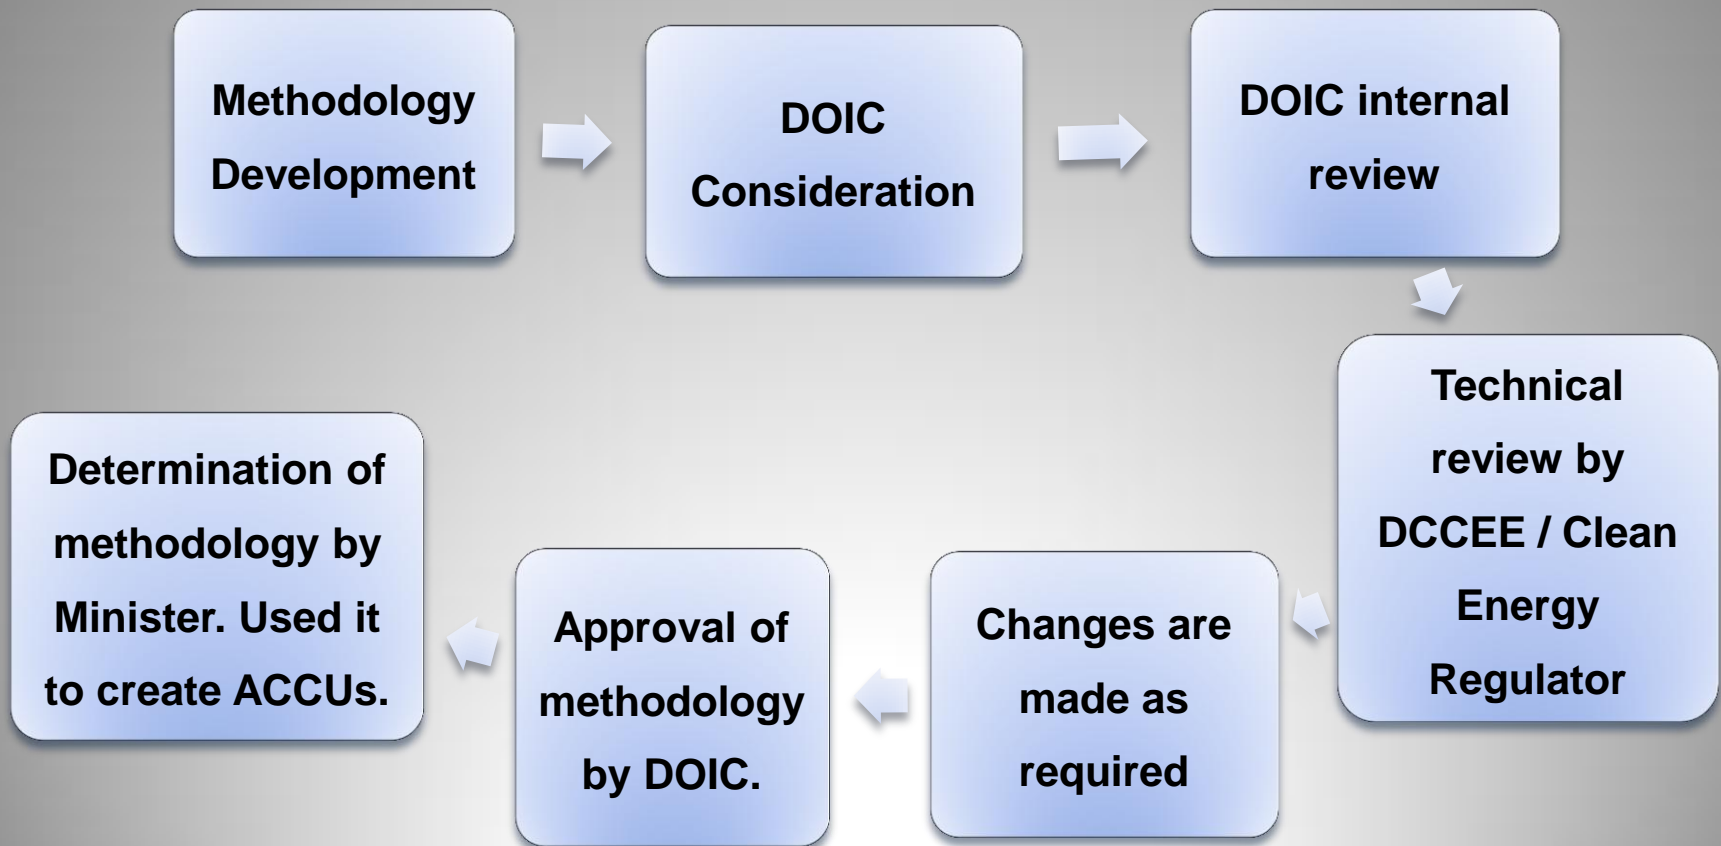 Methodology
Development
DOIC
Consideration
DOIC internal
review
Technical
review by
DCCEE / Clean
Energy
Regulator
Changes are
made as
required
Approval of
methodology
by DOIC.
Determination of
methodology by
Minister. Used it
to create ACCUs.